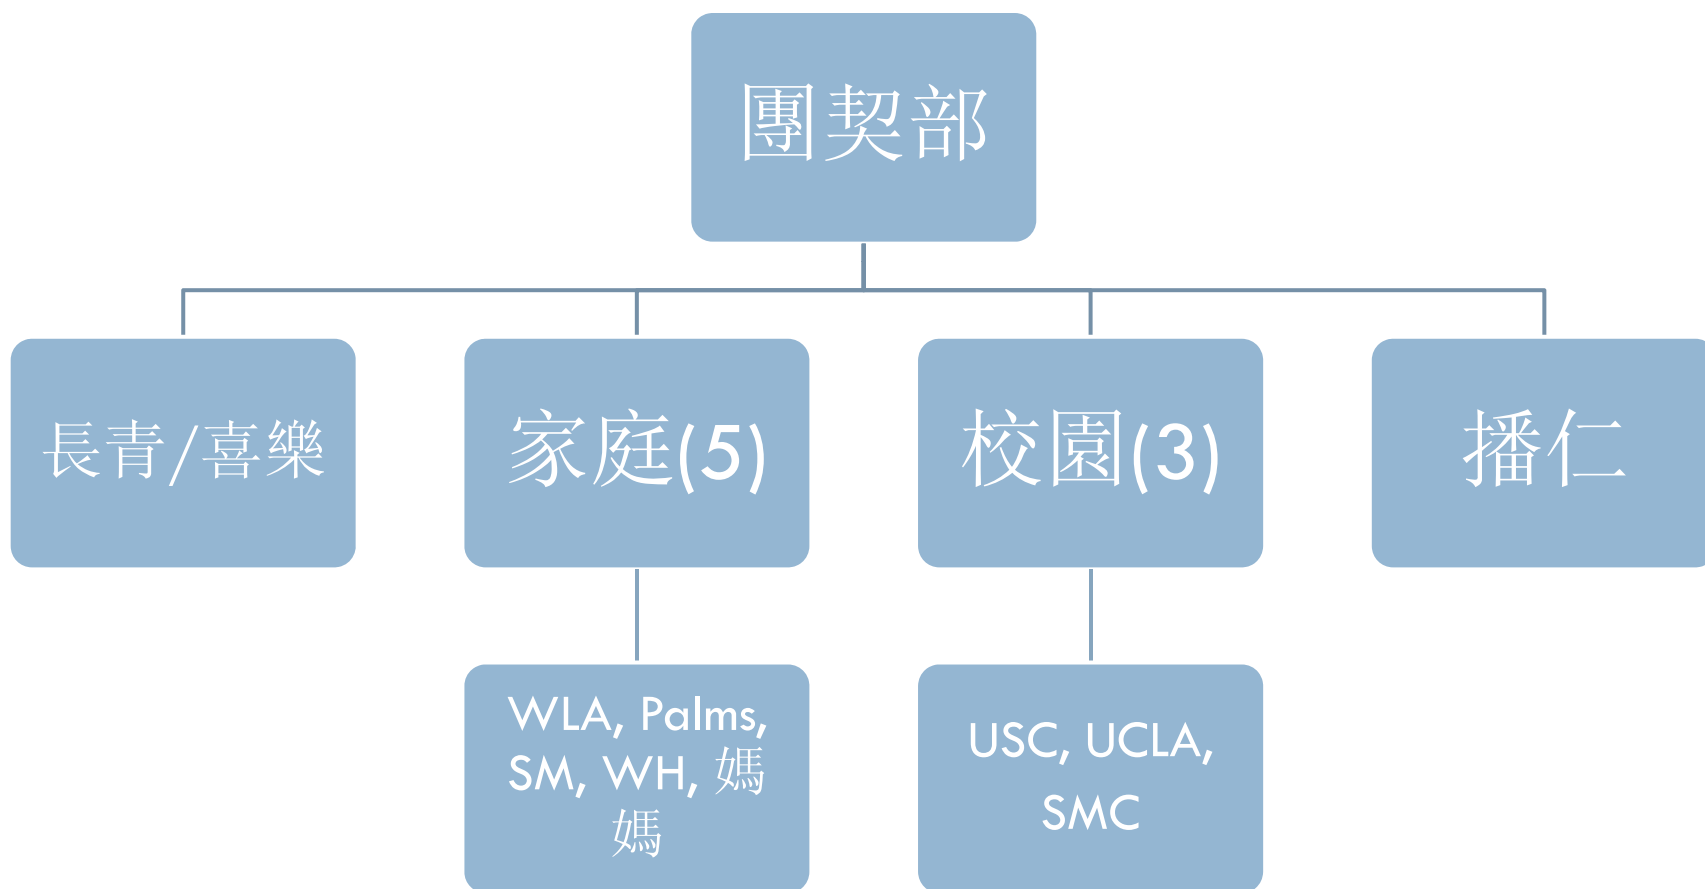 團契部
長青/喜樂
家庭(5)
校園(3)
播仁
WLA, Palms,
SM, WH, 媽
媽
USC, UCLA,
SMC